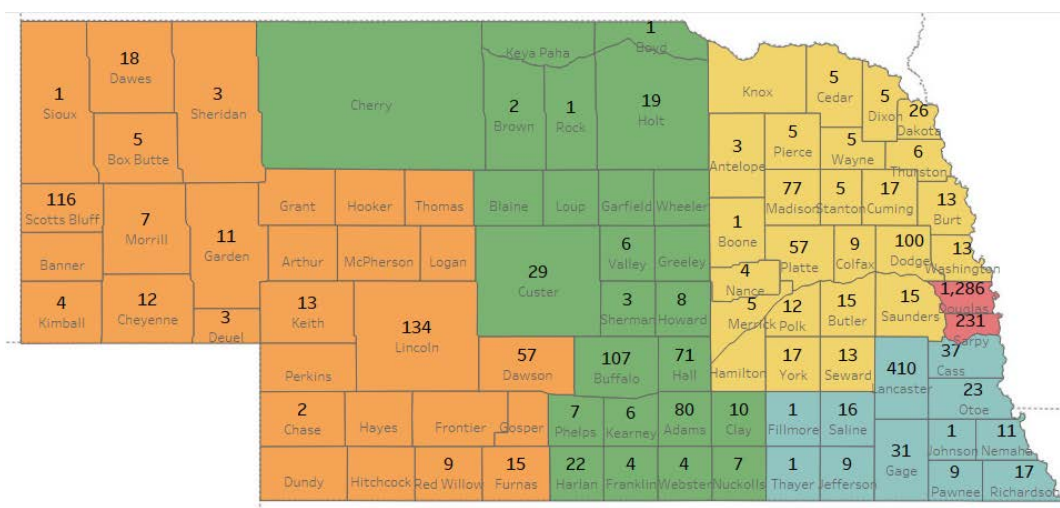 1
Boyd
Keya Paha
18
Dawes
1
Sioux
3
Sheridan
Cherry
2
Brown
1
Rock
19
Holt
Knox
5
Cedar
5
Dixon
26
Dakota
5
Box Butte
3
Antelope
5
Pierce
5
Wayne
6
Thurston
116
Scotts Bluff
7
Morrill
11
Garden
Grant
Hooker
Thomas
Blaine
Loup
Garfield
Wheeler
77
Madison
5
Stanton
17
Cuming
13
Burt
Banner
Arthur
McPherson
Logan
29
Custer
6
Valley
Greeley
1
Boone
57
Platte
9
Colfax
100
Dodge
13
Washington
4
Kimball
12
Cheyenne
3
Deuel
13
Keith
134
Lincoln
3
Sherman
8
Howard
4
Nance
5
Merrick
12
Polk
15
Butler
15
Saunders
1,286
Douglas
231
Sarpy
Perkins
57
Dawson
107
Buffalo
71
Hall
Hamilton
17
York
13
Seward
410
Lancaster
37
Cass
2
Chase
Hayes
Frontier
Gosper
7
Phelps
6
Kearney
80
Adams
10
Clay
1
Fillmore
16
Saline
23
Otoe
Dundy
Hitchcock
9
Red Willow
15
Furnas
22
Harlan
4
Franklin
4
Webster
7
Nuckolls
1
Thayer
9
Jefferson
31
Gage
1
Johnson
11
Nemaha
9
Pawnee
17
Richardson